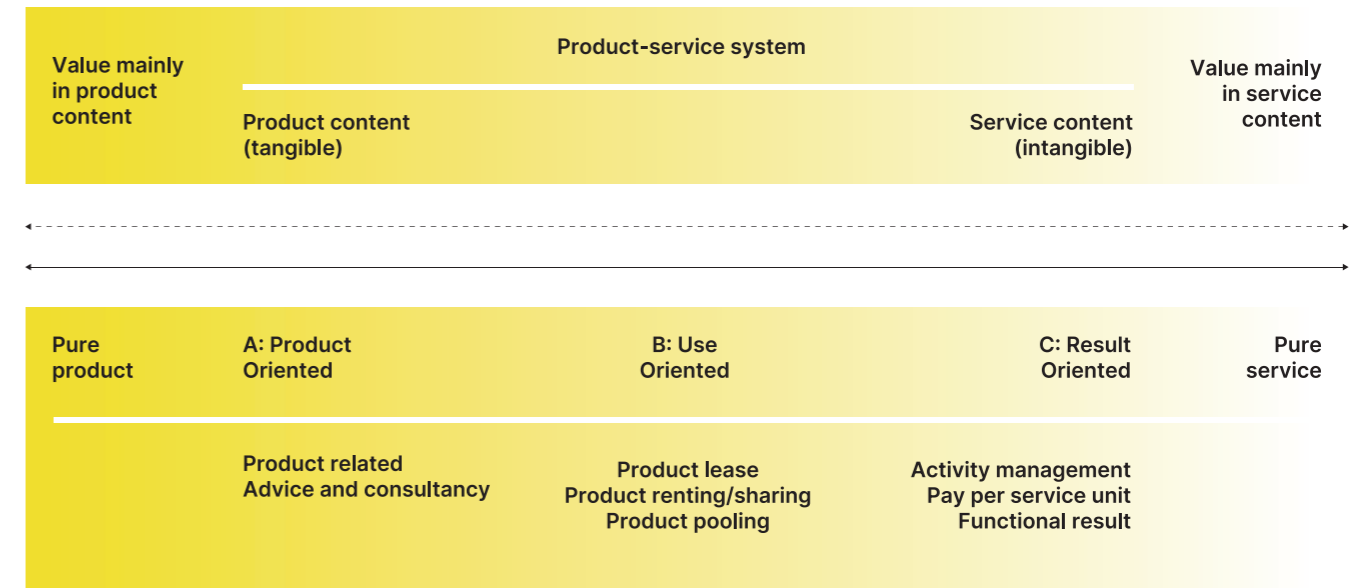 Value mainly
in product
content
Product-service system
Product content
(tangible)
Service content
(intangible)
Value mainly
in service
content
Pure
product
A: Product
Oriented
B: Use
Oriented
C: Result
Oriented
Pure
service
Product related
Advice and consultancy
Product lease
Product renting/sharing
Product pooling
Activity management
Pay per service unit
Functional result